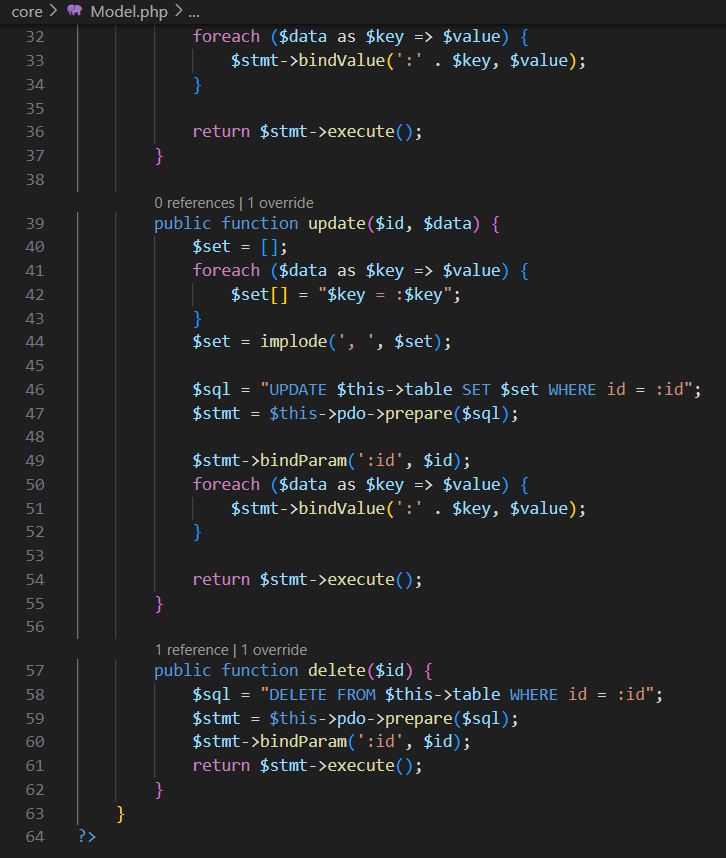 core > Model.php > ...
32 foreach ($data as $key => $value) {
33 $stmt->bindValue(':' . $key, $value);
34 }
35
36 return $stmt->execute();
37 }
38
0 references | 1 override
39 public function update($id, $data) {
40 $set = [];
41 foreach ($data as $key => $value) {
42 $set[] = "$key = :$key";
43 }
44 $set = implode(', ', $set);
45
46 $sql = "UPDATE $this->table SET $set WHERE id = :id";
47 $stmt = $this->pdo->prepare($sql);
48
49 $stmt->bindParam(':id', $id);
50 foreach ($data as $key => $value) {
51 $stmt->bindValue(':' . $key, $value);
52 }
53
54 return $stmt->execute();
55 }
56
1 reference | 1 override
57 public function delete($id) {
58 $sql = "DELETE FROM $this->table WHERE id = :id";
59 $stmt = $this->pdo->prepare($sql);
60 $stmt->bindParam(':id', $id);
61 return $stmt->execute();
62 }
63 }
64 ?>